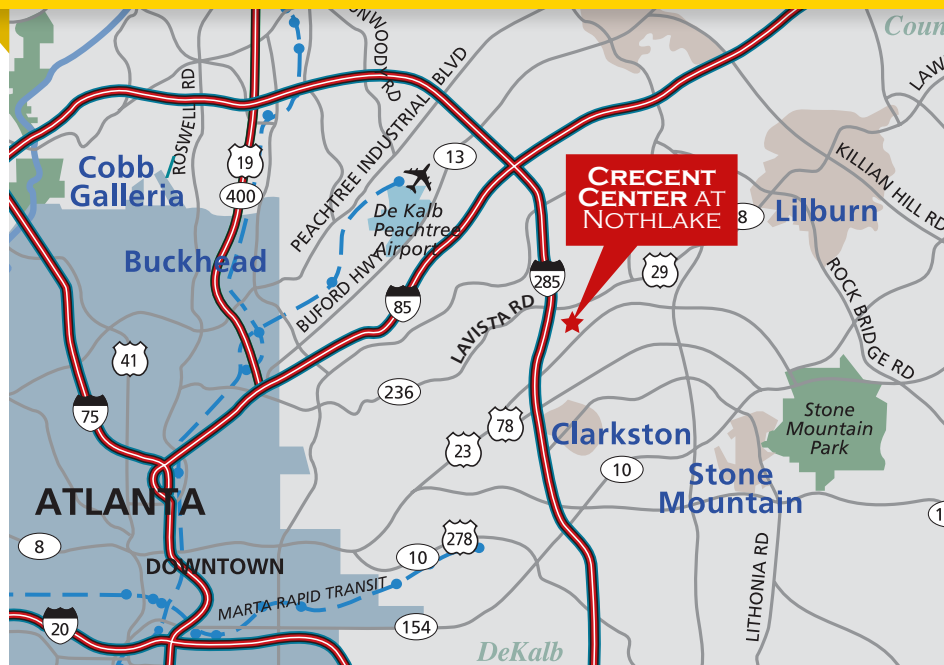 Coun
UNWOODY RD
LAW
ROSWELL RD
PEACHTREE INDUSTRIAL BLVD
19
400
13
Cobb
Galleria
De Kalb
Peachtree
Airport
CRECENT
CENTER AT
NOTHLAKE
8
KILLIAN HILL RD
Lilburn
Buckhead
BUFORD HWY
85
285
29
LAVISTA RD
ROCK BRIDGE RD
41
75
236
78
23
Clarkston
10
Stone
Mountain
Park
Stone
Mountain
ATLANTA
8
DOWNTOWN
10
278
MARTA RAPID TRANSIT
LITHONIA RD
20
154
DeKalb